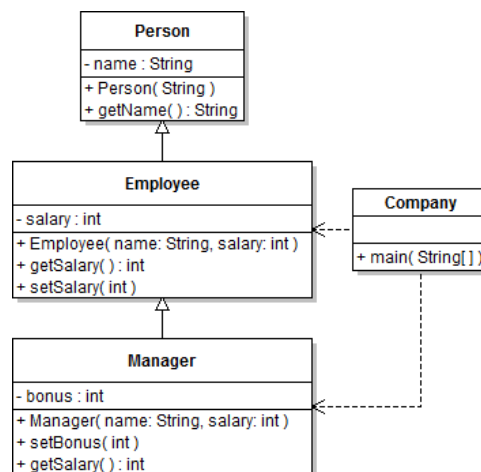 Person
- name : String
+ Person( String )
+ getName( ) : String
Employee
- salary : int
+ Employee( name: String, salary: int )
+ getSalary( ) : int
+ setSalary( int )
Company
+ main( String[ ] )
Manager
- bonus : int
+ Manager( name: String, salary: int )
+ setBonus( int )
+ getSalary( ) : int